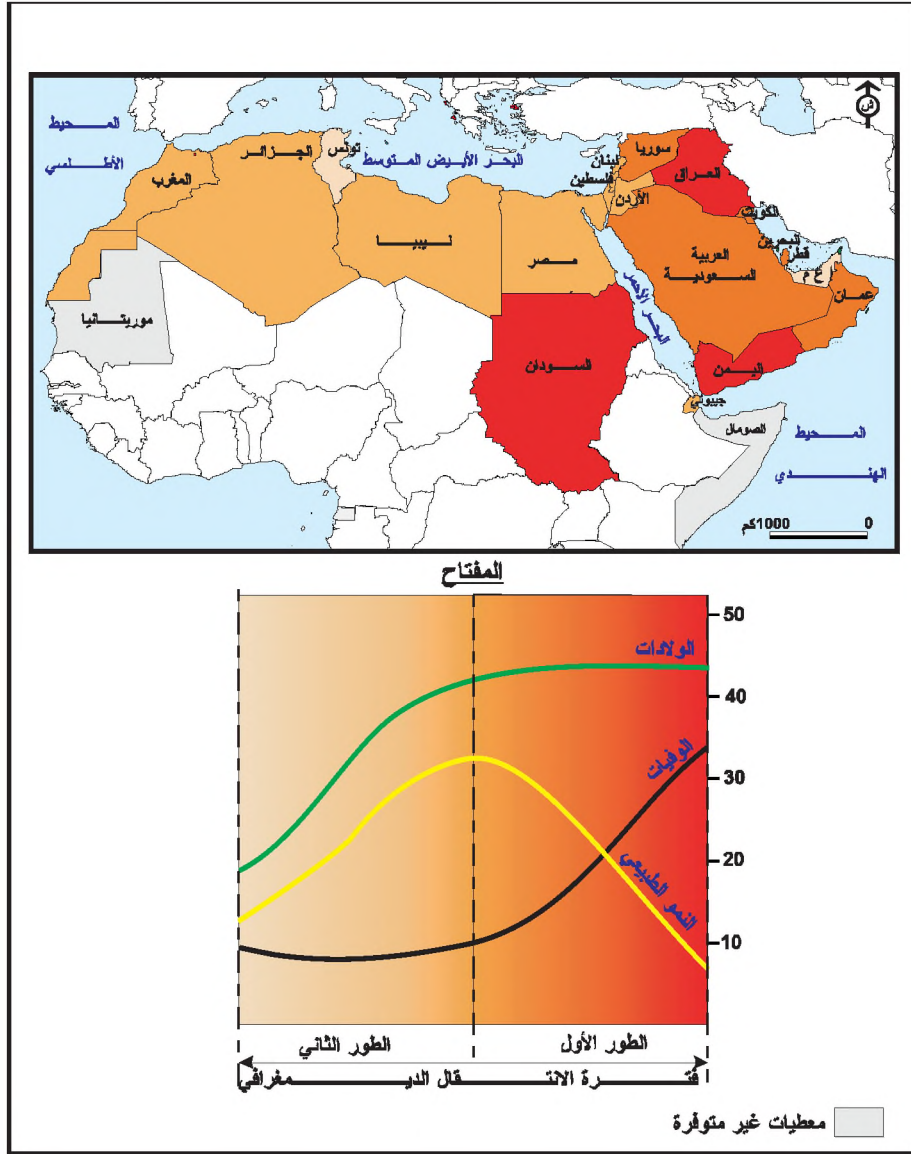 ش
المحيط
الأطلسي
البحر الأبيض المتوسط
تونس
الجزائر
المغرب
ليبيا
مصر
موريتانيا
السودان
سوريا
لبنان
فلسطين
العراق
الأردن
الكويت
البحرين
قطر
العربية
السعودية
إ ع م
عمان
البحر الأحمر
اليمن
جيبوتي
الصومال
المحيط
الهندي
1000كم
0
المفتاح
50
الولادات
40
الوفيات
30
20
النمو الطبيعي
10
الطور الأول
الطور الثاني
فترة الانتقال الديمغرافي
معطيات غير متوفرة